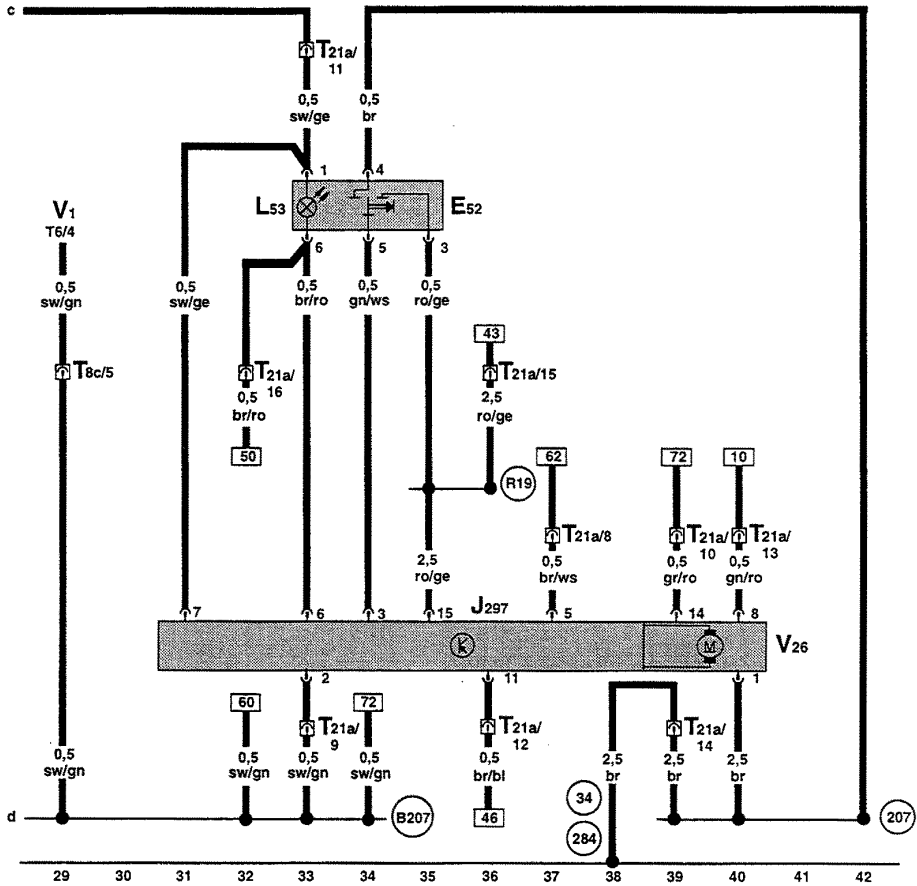 c
T21a/
11
0,5 0,5
sw/ge br
1 4
L53 E52
V1
T6/4
6 5 3
0,5 0,5 0,5 0,5 0,5
sw/gn sw/ge br/ro gn/ws ro/ge
43
T8c/5 T21a/ T21a/15
16
0,5 2,5
br/ro ro/ge
50 62 72 10
R19
T21a/8 T21a/ T21a/
10 13
2,5 0,5 0,5 0,5
ro/ge br/ws gr/ro gn/ro
J297
7 6 3 15 5 14 8
k M V26
2 11 1
60 72
T21a/ T21a/ T21a/
9 12 14
0,5 0,5 0,5 0,5 0,5 2,5 2,5 2,5
sw/gn sw/gn sw/gn sw/gn br/bl br br br
34
d B207 46 207
284
29 30 31 32 33 34 35 36 37 38 39 40 41 42